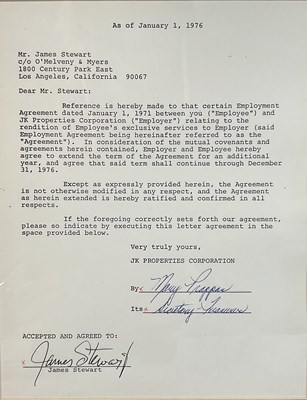 As of January 1, 1976
Mr. James Stewart
c/o O'Melveny & Myers
1800 Century Park East
Los Angeles, California 90067
Dear Mr. Stewart:
Reference is hereby made to that certain Employment
Agreement dated January 1, 1971 between you ("Employee") and
JK Properties Corporation ("Employer") relating to the
rendition of Employee's exclusive services to Employer (said
Employment Agreement being hereinafter referred to as the
"Agreement"). In consideration of the mutual covenants and
agreements herein contained, Employer and Employee hereby
agree to extend the term of the Agreement for an additional
year, and agree that said term shall continue through December
31, 1976.
Except as expressly provided herein, the Agreement
is not otherwise modified in any respect, and the Agreement
as herein extended is hereby ratified and confirmed in all
respects.
If the foregoing correctly sets forth our agreement,
please so indicate by executing this letter agreement in the
space provided below.
Very truly yours,
JK PROPERTIES CORPORATION
By x
Its x Secretary-Treasurer
ACCEPTED AND AGREED TO:
x James Stewart
James Stewart